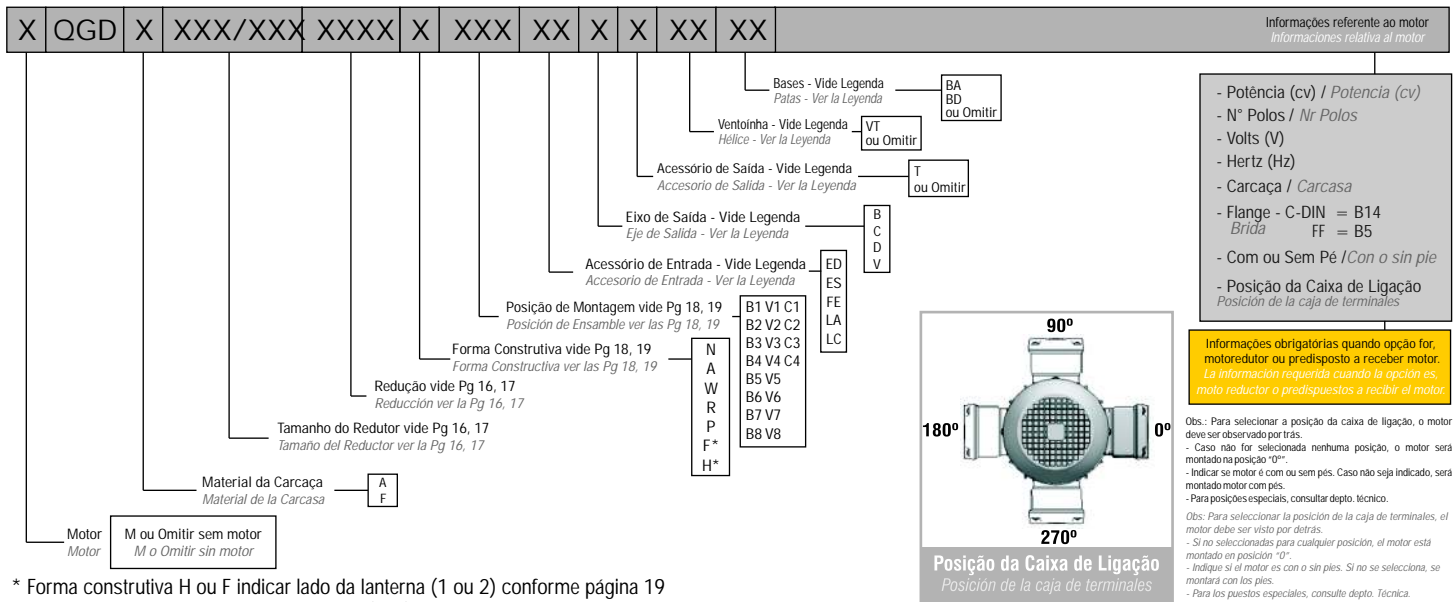 X QGD X XXX/XXX XXXX X XXX XX X X XX XX
Informações referente ao motor
Informaciones relativa al motor
Bases - Vide Legenda
Patas - Ver la Leyenda
BA
BD
ou Omitir
Ventoínha - Vide Legenda
Hélice - Ver la Leyenda
VT
ou Omitir
Acessório de Saída - Vide Legenda
Accesorio de Salida - Ver la Leyenda
T
ou Omitir
Eixo de Saída - Vide Legenda
Eje de Salida - Ver la Leyenda
B
C
D
V
Acessório de Entrada - Vide Legenda
Accesorio de Entrada - Ver la Leyenda
ED
ES
FE
LA
LC
Posição de Montagem vide Pg 18, 19
Posición de Ensamble ver las Pg 18, 19
B1 V1 C1
B2 V2 C2
B3 V3 C3
B4 V4 C4
B5 V5
B6 V6
B7 V7
B8 V8
Forma Construtiva vide Pg 18, 19
Forma Constructiva ver las Pg 18, 19
N
A
W
R
P
F*
H*
Redução vide Pg 16, 17
Reducción ver la Pg 16, 17
Tamanho do Redutor vide Pg 16, 17
Tamaño del Reductor ver la Pg 16, 17
Material da Carcaça
Material de la Carcasa
A
F
Motor
Motor
M ou Omitir sem motor
M o Omitir sin motor
* Forma construtiva H ou F indicar lado da lanterna (1 ou 2) conforme página 19
90º
180º
0º
270º
Posição da Caixa de Ligação
Posición de la caja de terminales
- Potência (cv) / Potencia (cv)
- N° Polos / Nr Polos
- Volts (V)
- Hertz (Hz)
- Carcaça / Carcasa
- Flange - C-DIN = B14
Brida FF = B5
- Com ou Sem Pé /Con o sin pie
- Posição da Caixa de Ligação
Posición de la caja de terminales
Informações obrigatórias quando opção for,
motoredutor ou predisposto a receber motor.
La información requerida cuando la opción es,
moto reductor o predispuestos a recibir el motor.
Obs.: Para selecionar a posição da caixa de ligação, o motor
deve ser observado por trás.
- Caso não for selecionada nenhuma posição, o motor será
montado na posição "0º".
- Indicar se motor é com ou sem pés. Caso não seja indicado, será
montado motor com pés.
- Para posições especiais, consultar depto. técnico.
Obs: Para seleccionar la posición de la caja de terminales, el
motor debe ser visto por detrás.
- Si no seleccionadas para cualquier posición, el motor está
montado en posición "0".
- Indique si el motor es con o sin pies. Si no se selecciona, se
montará con los pies.
- Para los puestos especiales, consulte depto. Técnica.